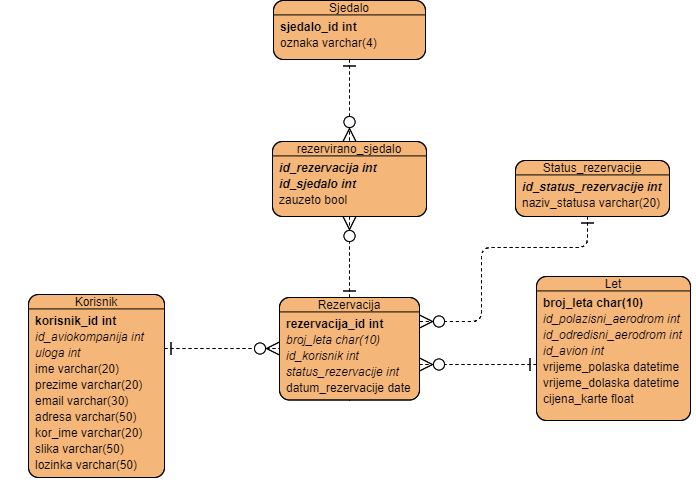 Sjedalo
sjedalo_id int
oznaka varchar(4)
rezervirano_sjedalo
id_rezervacija int
id_sjedalo int
zauzeto bool
Status_rezervacije
id_status_rezervacije int
naziv_statusa varchar(20)
Korisnik
korisnik_id int
id_aviokompanija int
uloga int
ime varchar(20)
prezime varchar(20)
email varchar(30)
adresa varchar(50)
kor_ime varchar(20)
slika varchar(50)
lozinka varchar(50)
Rezervacija
rezervacija_id int
broj_leta char(10)
id_korisnik int
status_rezervacije int
datum_rezervacije date
Let
broj_leta char(10)
id_polazisni_aerodrom int
id_odredisni_aerodrom int
id_avion int
vrijeme_polaska datetime
vrijeme_dolaska datetime
cijena_karte float